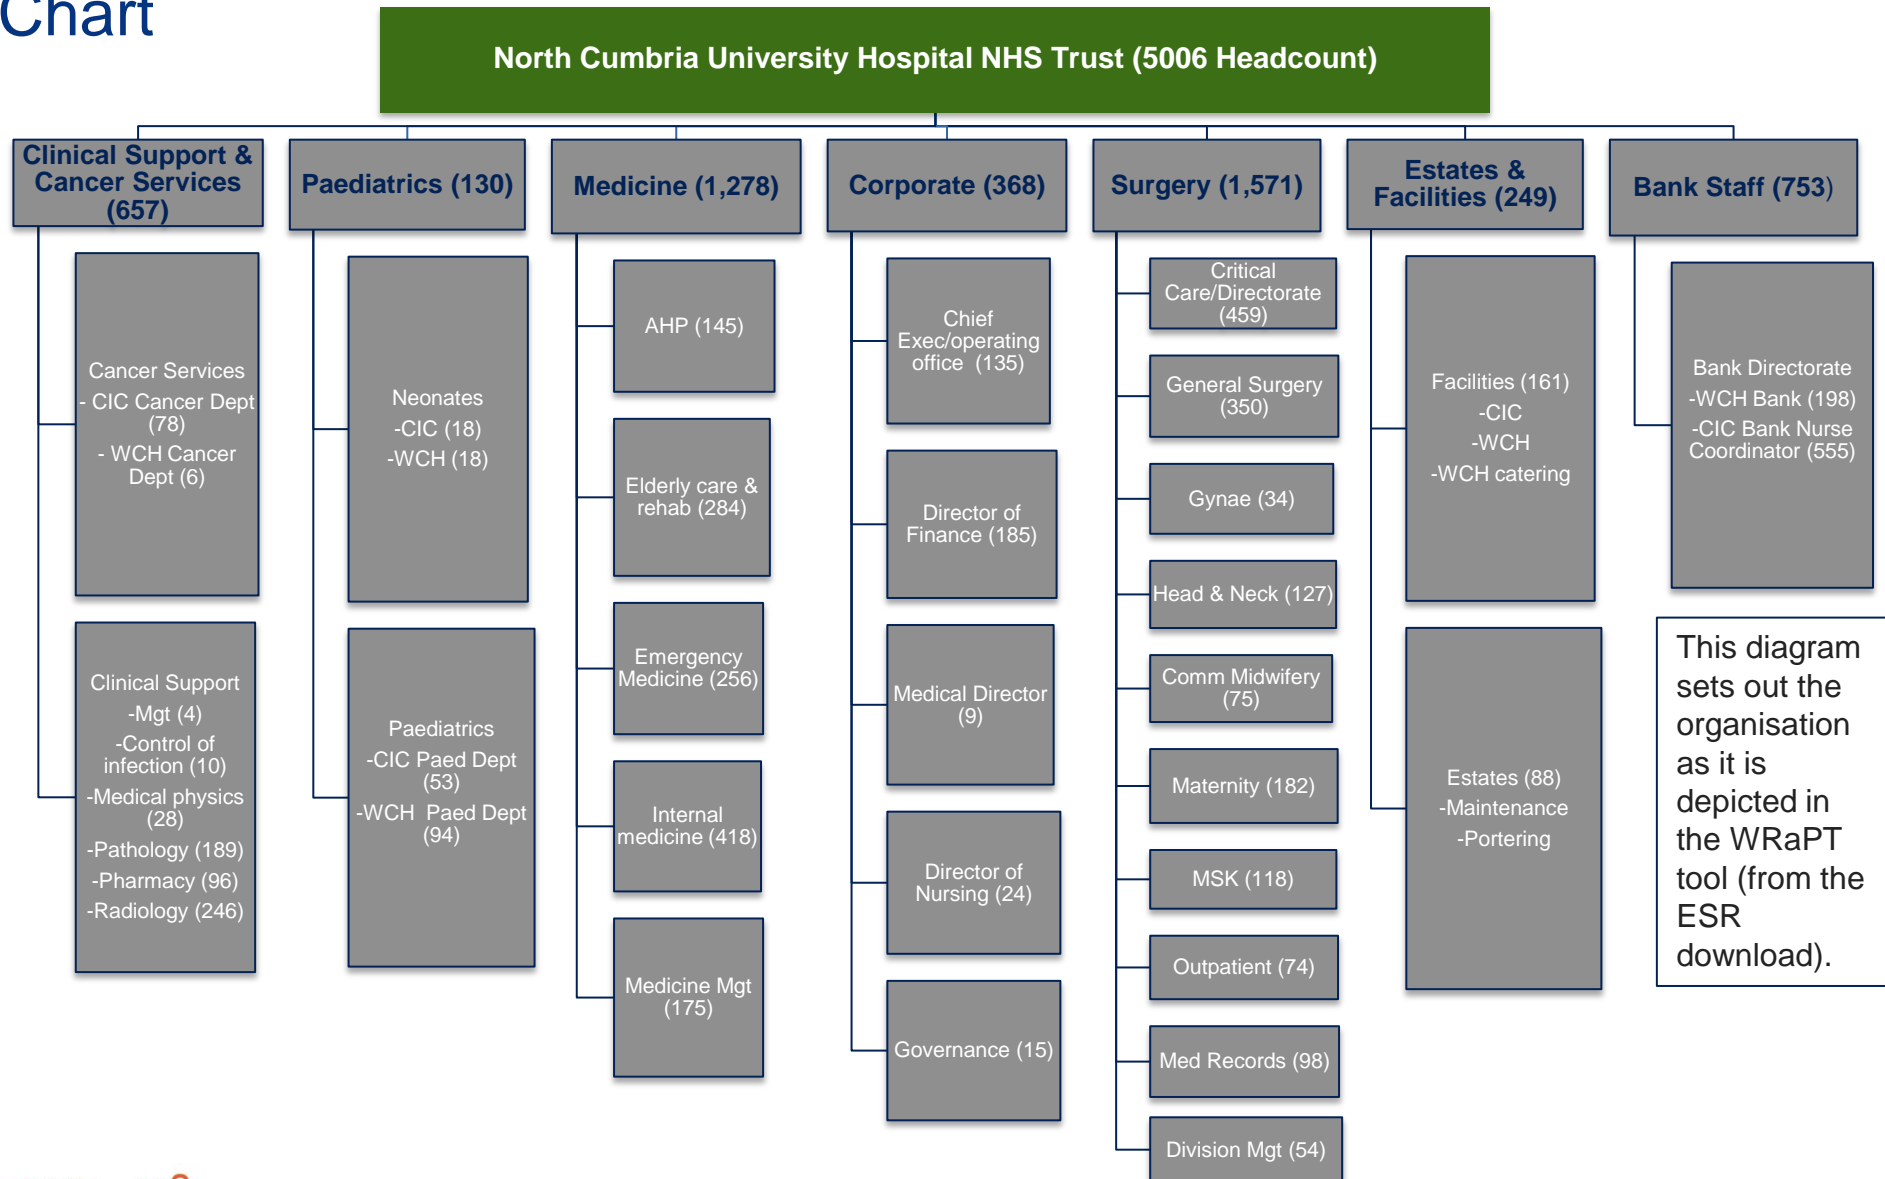 Chart
North Cumbria University Hospital NHS Trust (5006 Headcount)
Clinical Support &
Cancer Services
(657)
Cancer Services
- CIC Cancer Dept
(78)
- WCH Cancer
Dept (6)
Clinical Support
-Mgt (4)
-Control of
infection (10)
-Medical physics
(28)
-Pathology (189)
-Pharmacy (96)
-Radiology (246)
Paediatrics (130)
Neonates
-CIC (18)
-WCH (18)
Paediatrics
-CIC Paed Dept
(53)
-WCH Paed Dept
(94)
Medicine (1,278)
AHP (145)
Elderly care &
rehab (284)
Emergency
Medicine (256)
Internal
medicine (418)
Medicine Mgt
(175)
Corporate (368)
Chief
Exec/operating
office (135)
Director of
Finance (185)
Medical Director
(9)
Director of
Nursing (24)
Governance (15)
Surgery (1,571)
Critical
Care/Directorate
(459)
General Surgery
(350)
Gynae (34)
Head & Neck (127)
Comm Midwifery
(75)
Maternity (182)
MSK (118)
Outpatient (74)
Med Records (98)
Division Mgt (54)
Estates &
Facilities (249)
Facilities (161)
-CIC
-WCH
-WCH catering
Estates (88)
-Maintenance
-Portering
Bank Staff (753)
Bank Directorate
-WCH Bank (198)
-CIC Bank Nurse
Coordinator (555)
This diagram
sets out the
organisation
as it is
depicted in
the WRaPT
tool (from the
ESR
download).